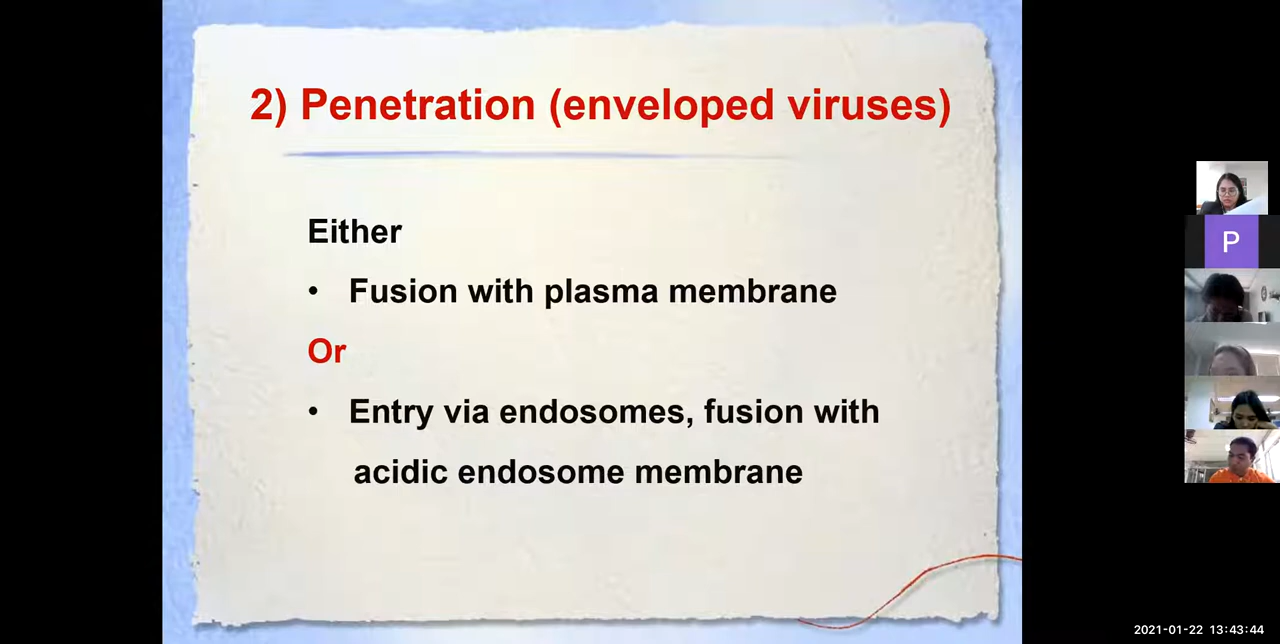 2) Penetration (enveloped viruses)
Either
• Fusion with plasma membrane
Or
• Entry via endosomes, fusion with
acidic endosome membrane
P
2021-01-22 13:43:44